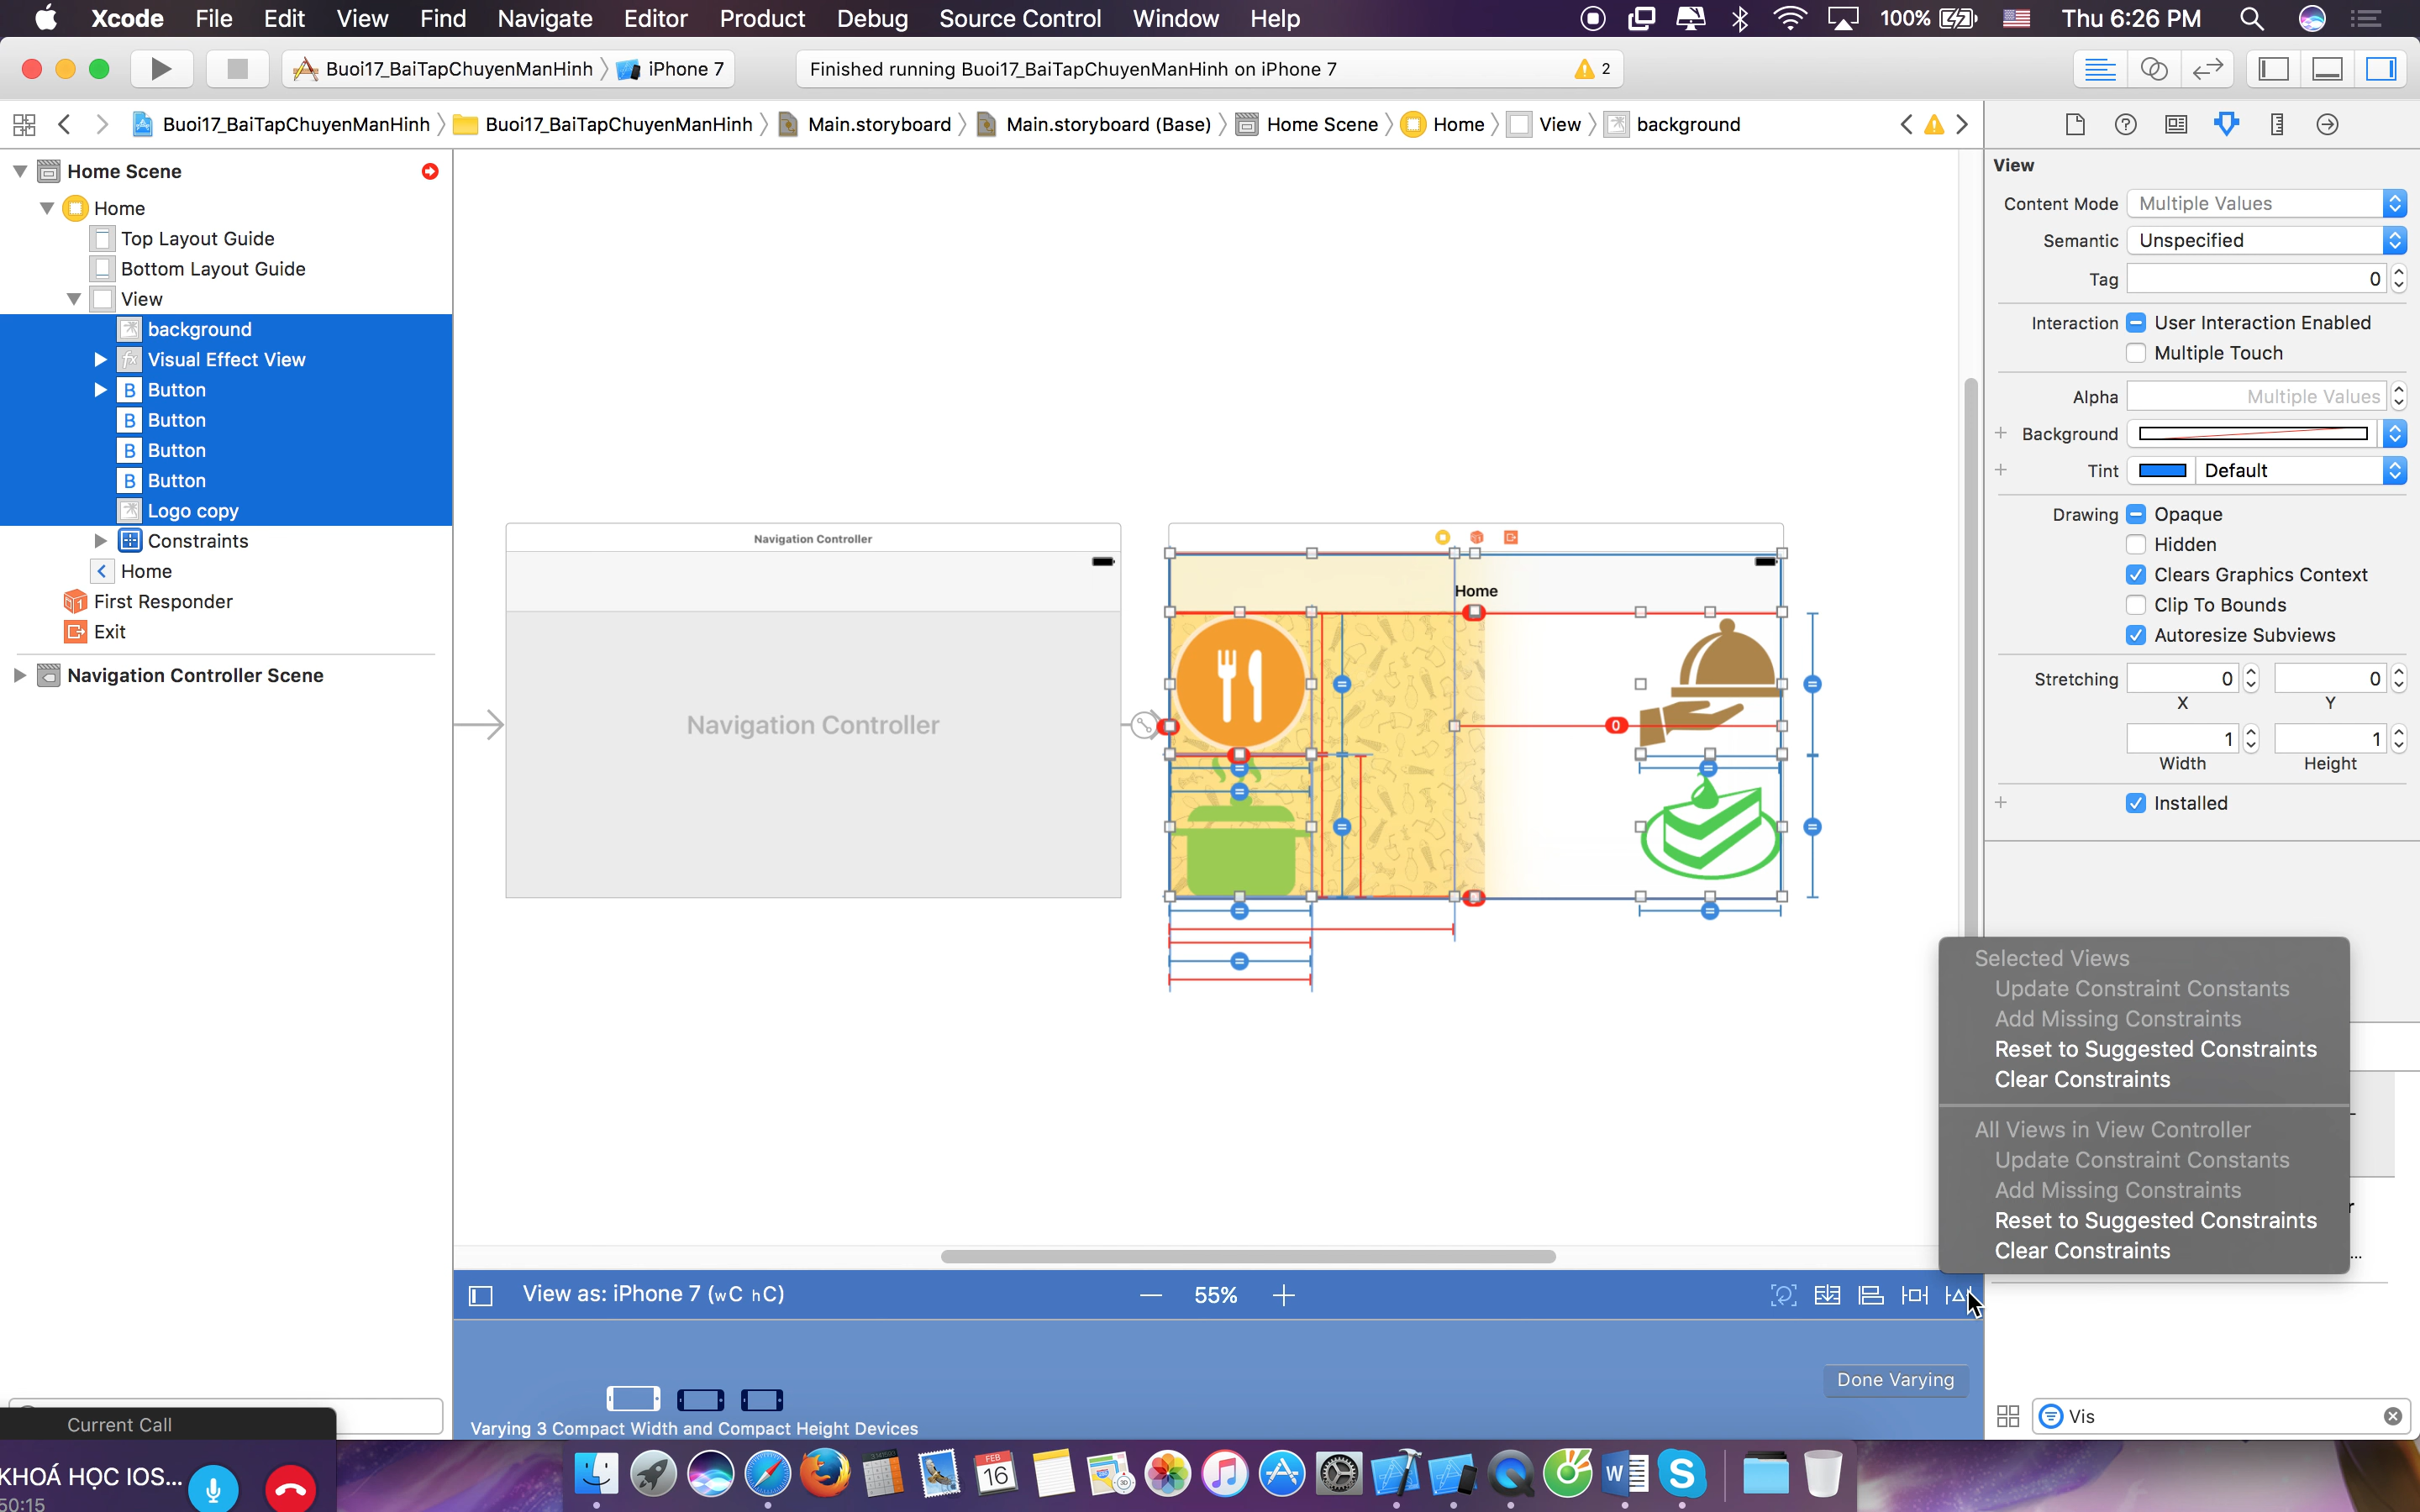 Xcode File Edit View Find Navigate Editor Product Debug Source Control Window Help 100% Thu 6:26 PM
Buoi17_BaiTapChuyenManHinh iPhone 7 Finished running Buoi17_BaiTapChuyenManHinh on iPhone 7 2
Buoi17_BaiTapChuyenManHinh Buoi17_BaiTapChuyenManHinh Main.storyboard Main.storyboard (Base) Home Scene Home View background
Home Scene
Home
Top Layout Guide
Bottom Layout Guide
View
background
Visual Effect View
B Button
B Button
B Button
B Button
Logo copy
Constraints
Home
First Responder
Exit
Navigation Controller Scene
Navigation Controller
Navigation Controller
Home
0
View
Content Mode Multiple Values
Semantic Unspecified
Tag 0
Interaction User Interaction Enabled
Multiple Touch
Alpha Multiple Values
Background
Tint Default
Drawing Opaque
Hidden
Clears Graphics Context
Clip To Bounds
Autoresize Subviews
Stretching 0 0
X Y
1 1
Width Height
Installed
Selected Views
Update Constraint Constants
Add Missing Constraints
Reset to Suggested Constraints
Clear Constraints
All Views in View Controller
Update Constraint Constants
Add Missing Constraints
Reset to Suggested Constraints
Clear Constraints
View as: iPhone 7 (wC hC) 55%
Done Varying
Varying 3 Compact Width and Compact Height Devices
Vis
Current Call
KHOÁ HỌC IOS...
50:15
FEB
16